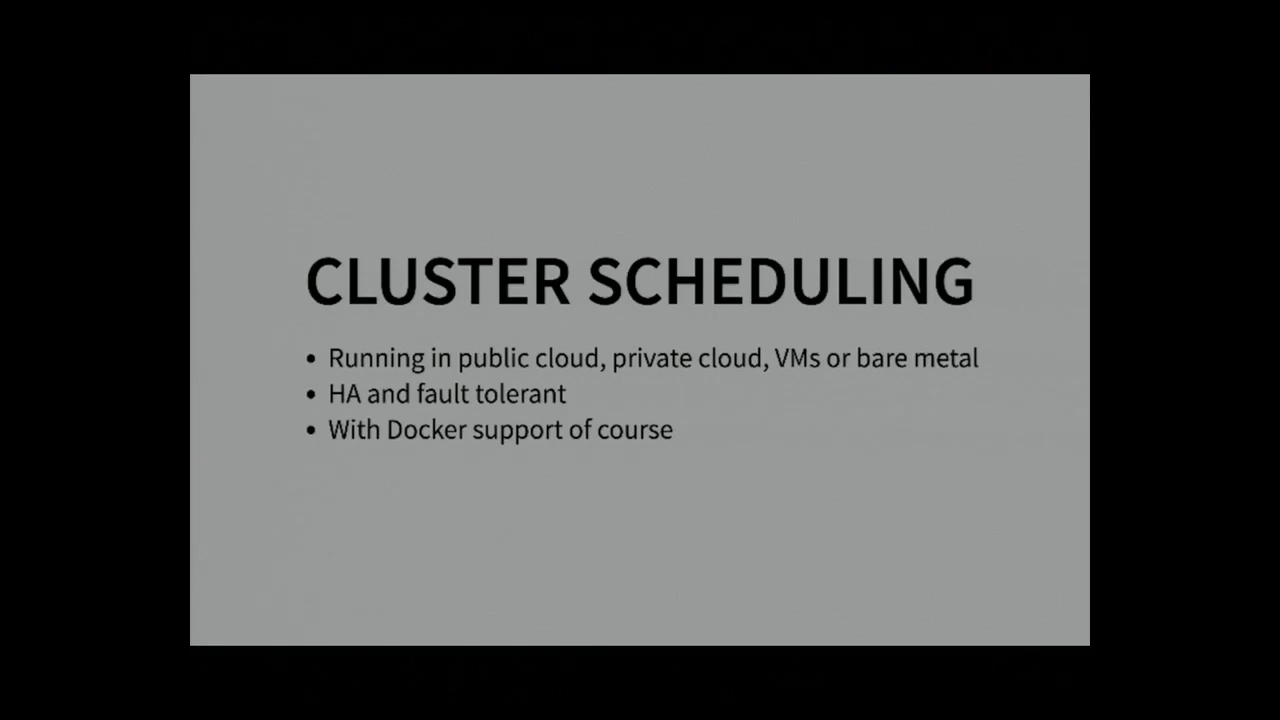 CLUSTER SCHEDULING
• Running in public cloud, private cloud, VMs or bare metal
• HA and fault tolerant
• With Docker support of course